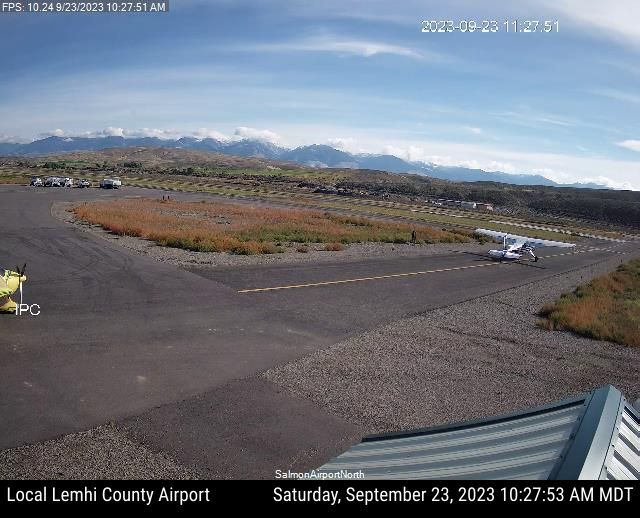 FPS: 10.24 9/23/2023 10:27:51 AM
2023-09-23 11:27:51
IPC
SalmonAirportNorth
Local Lemhi County Airport
Saturday, September 23, 2023 10:27:53 AM MDT